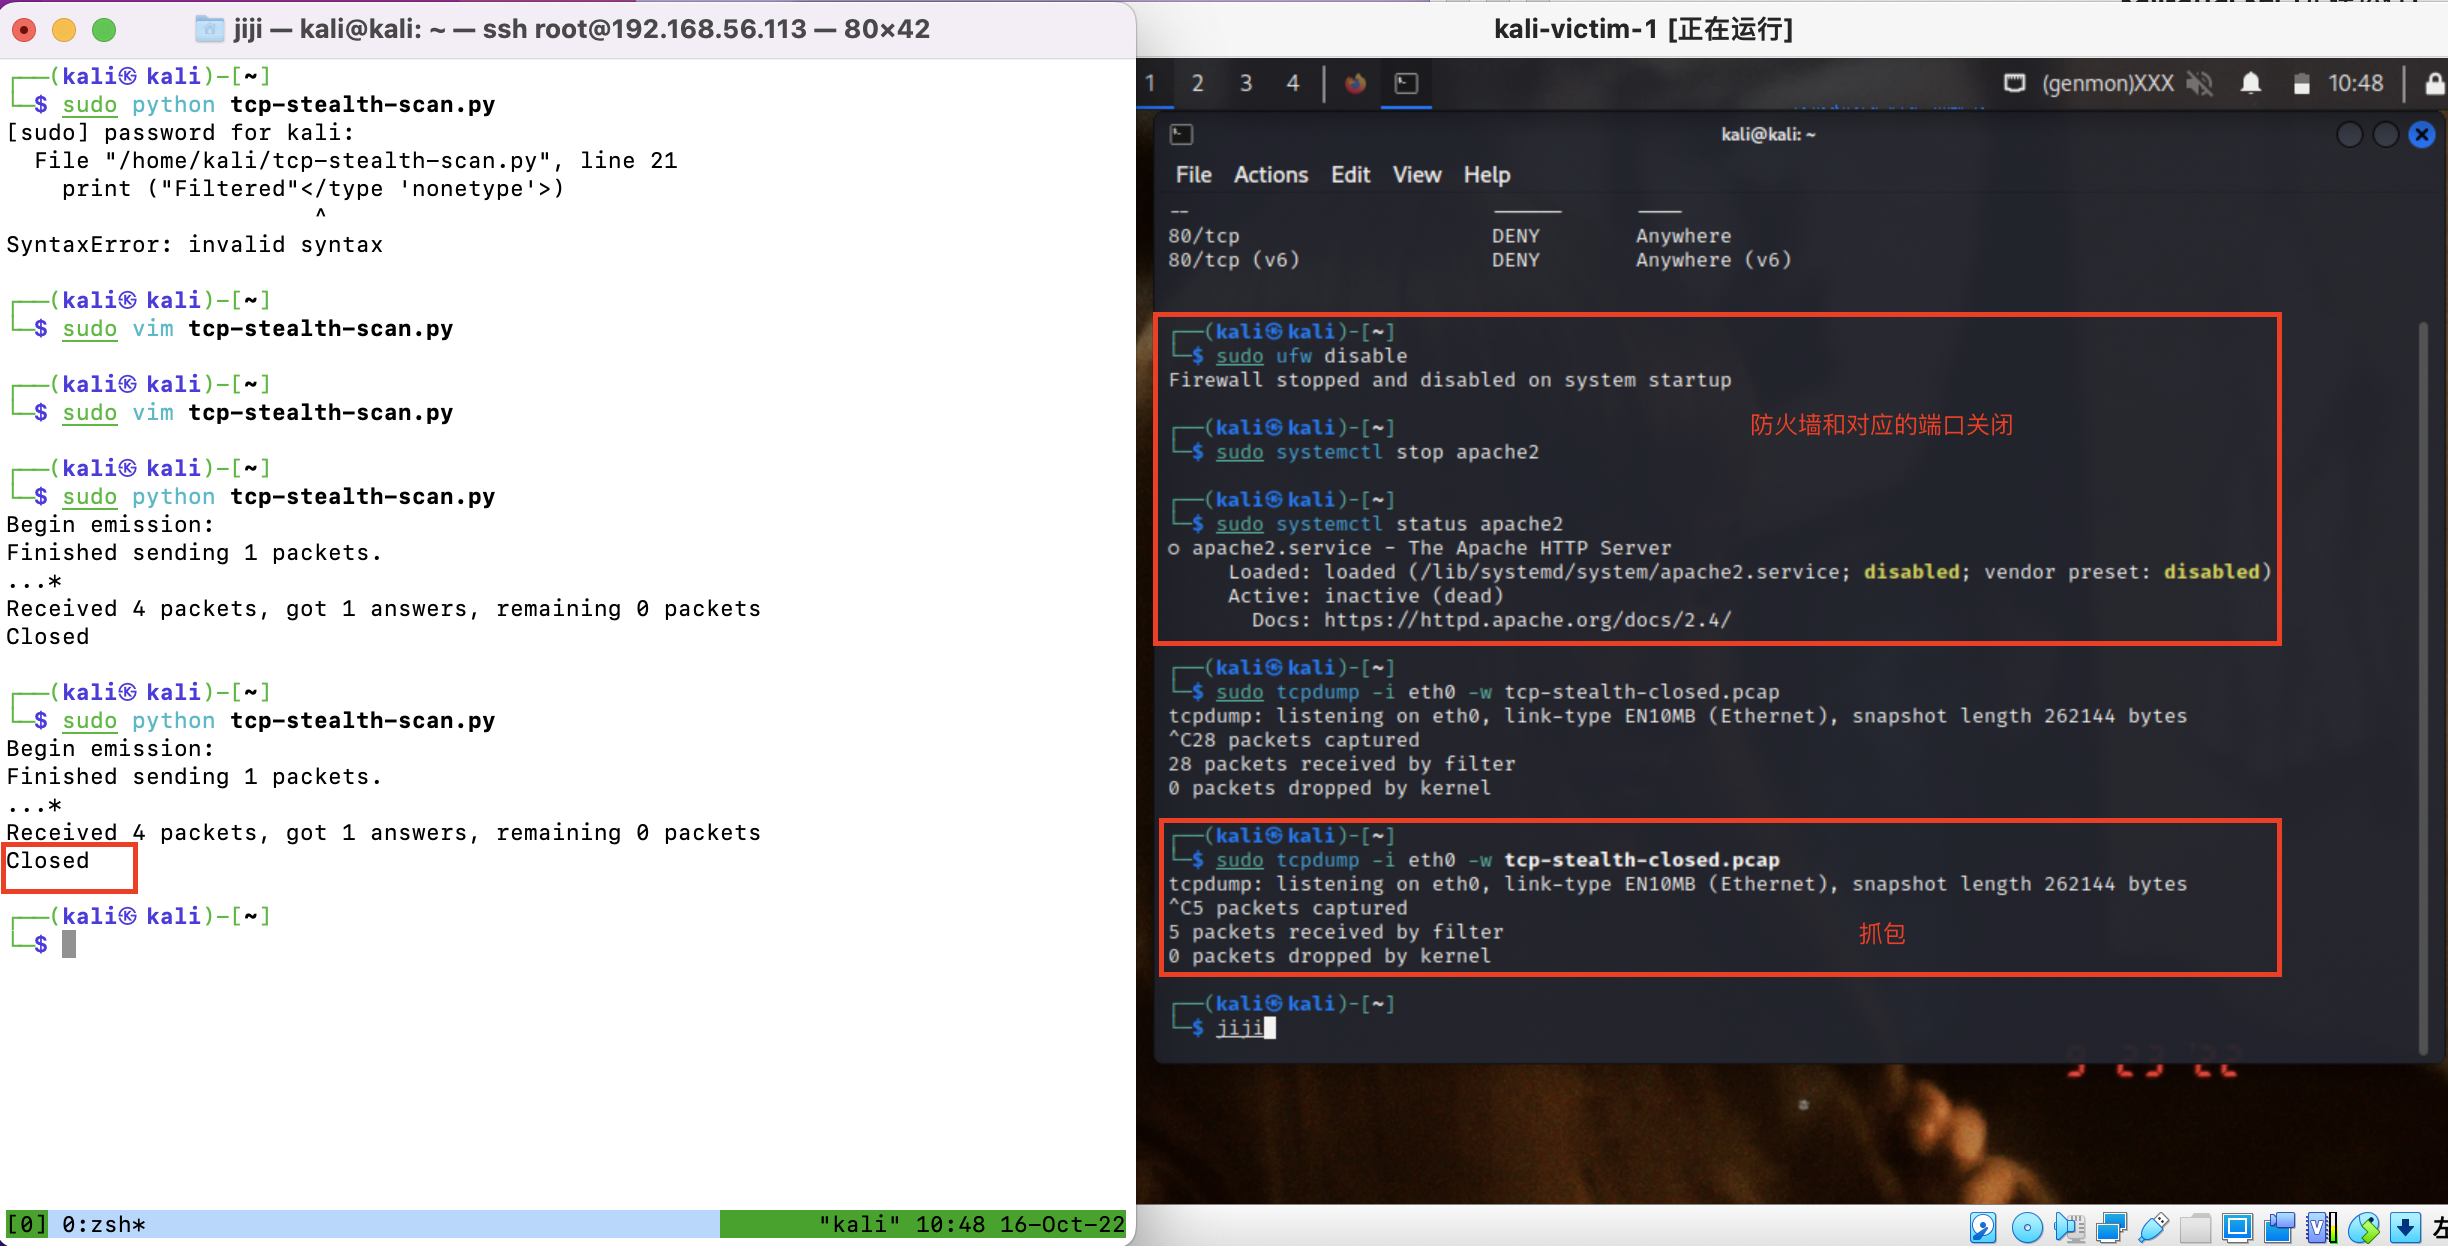 jiji — kali@kali: ~ — ssh root@192.168.56.113 — 80×42
┌──(kali㉿kali)-[~]
└─$ sudo python tcp-stealth-scan.py
[sudo] password for kali:
  File "/home/kali/tcp-stealth-scan.py", line 21
    print ("Filtered"</type 'nonetype'>)
                      ^
SyntaxError: invalid syntax
┌──(kali㉿kali)-[~]
└─$ sudo vim tcp-stealth-scan.py
┌──(kali㉿kali)-[~]
└─$ sudo vim tcp-stealth-scan.py
┌──(kali㉿kali)-[~]
└─$ sudo python tcp-stealth-scan.py
Begin emission:
Finished sending 1 packets.
...*
Received 4 packets, got 1 answers, remaining 0 packets
Closed
┌──(kali㉿kali)-[~]
└─$ sudo python tcp-stealth-scan.py
Begin emission:
Finished sending 1 packets.
...*
Received 4 packets, got 1 answers, remaining 0 packets
Closed
┌──(kali㉿kali)-[~]
└─$
[0] 0:zsh* "kali" 10:48 16-Oct-22
kali-victim-1 [正在运行]
1 2 3 4 (genmon)XXX 10:48
kali@kali: ~
File Actions Edit View Help
--                         ------      ----
80/tcp                     DENY        Anywhere
80/tcp (v6)                DENY        Anywhere (v6)
┌──(kali㉿kali)-[~]
└─$ sudo ufw disable
Firewall stopped and disabled on system startup
防火墙和对应的端口关闭
┌──(kali㉿kali)-[~]
└─$ sudo systemctl stop apache2
┌──(kali㉿kali)-[~]
└─$ sudo systemctl status apache2
○ apache2.service - The Apache HTTP Server
     Loaded: loaded (/lib/systemd/system/apache2.service; disabled; vendor preset: disabled)
     Active: inactive (dead)
       Docs: https://httpd.apache.org/docs/2.4/
┌──(kali㉿kali)-[~]
└─$ sudo tcpdump -i eth0 -w tcp-stealth-closed.pcap
tcpdump: listening on eth0, link-type EN10MB (Ethernet), snapshot length 262144 bytes
^C28 packets captured
28 packets received by filter
0 packets dropped by kernel
┌──(kali㉿kali)-[~]
└─$ sudo tcpdump -i eth0 -w tcp-stealth-closed.pcap
tcpdump: listening on eth0, link-type EN10MB (Ethernet), snapshot length 262144 bytes
^C5 packets captured
5 packets received by filter
抓包
0 packets dropped by kernel
┌──(kali㉿kali)-[~]
└─$ jiji
9 23 '22
左